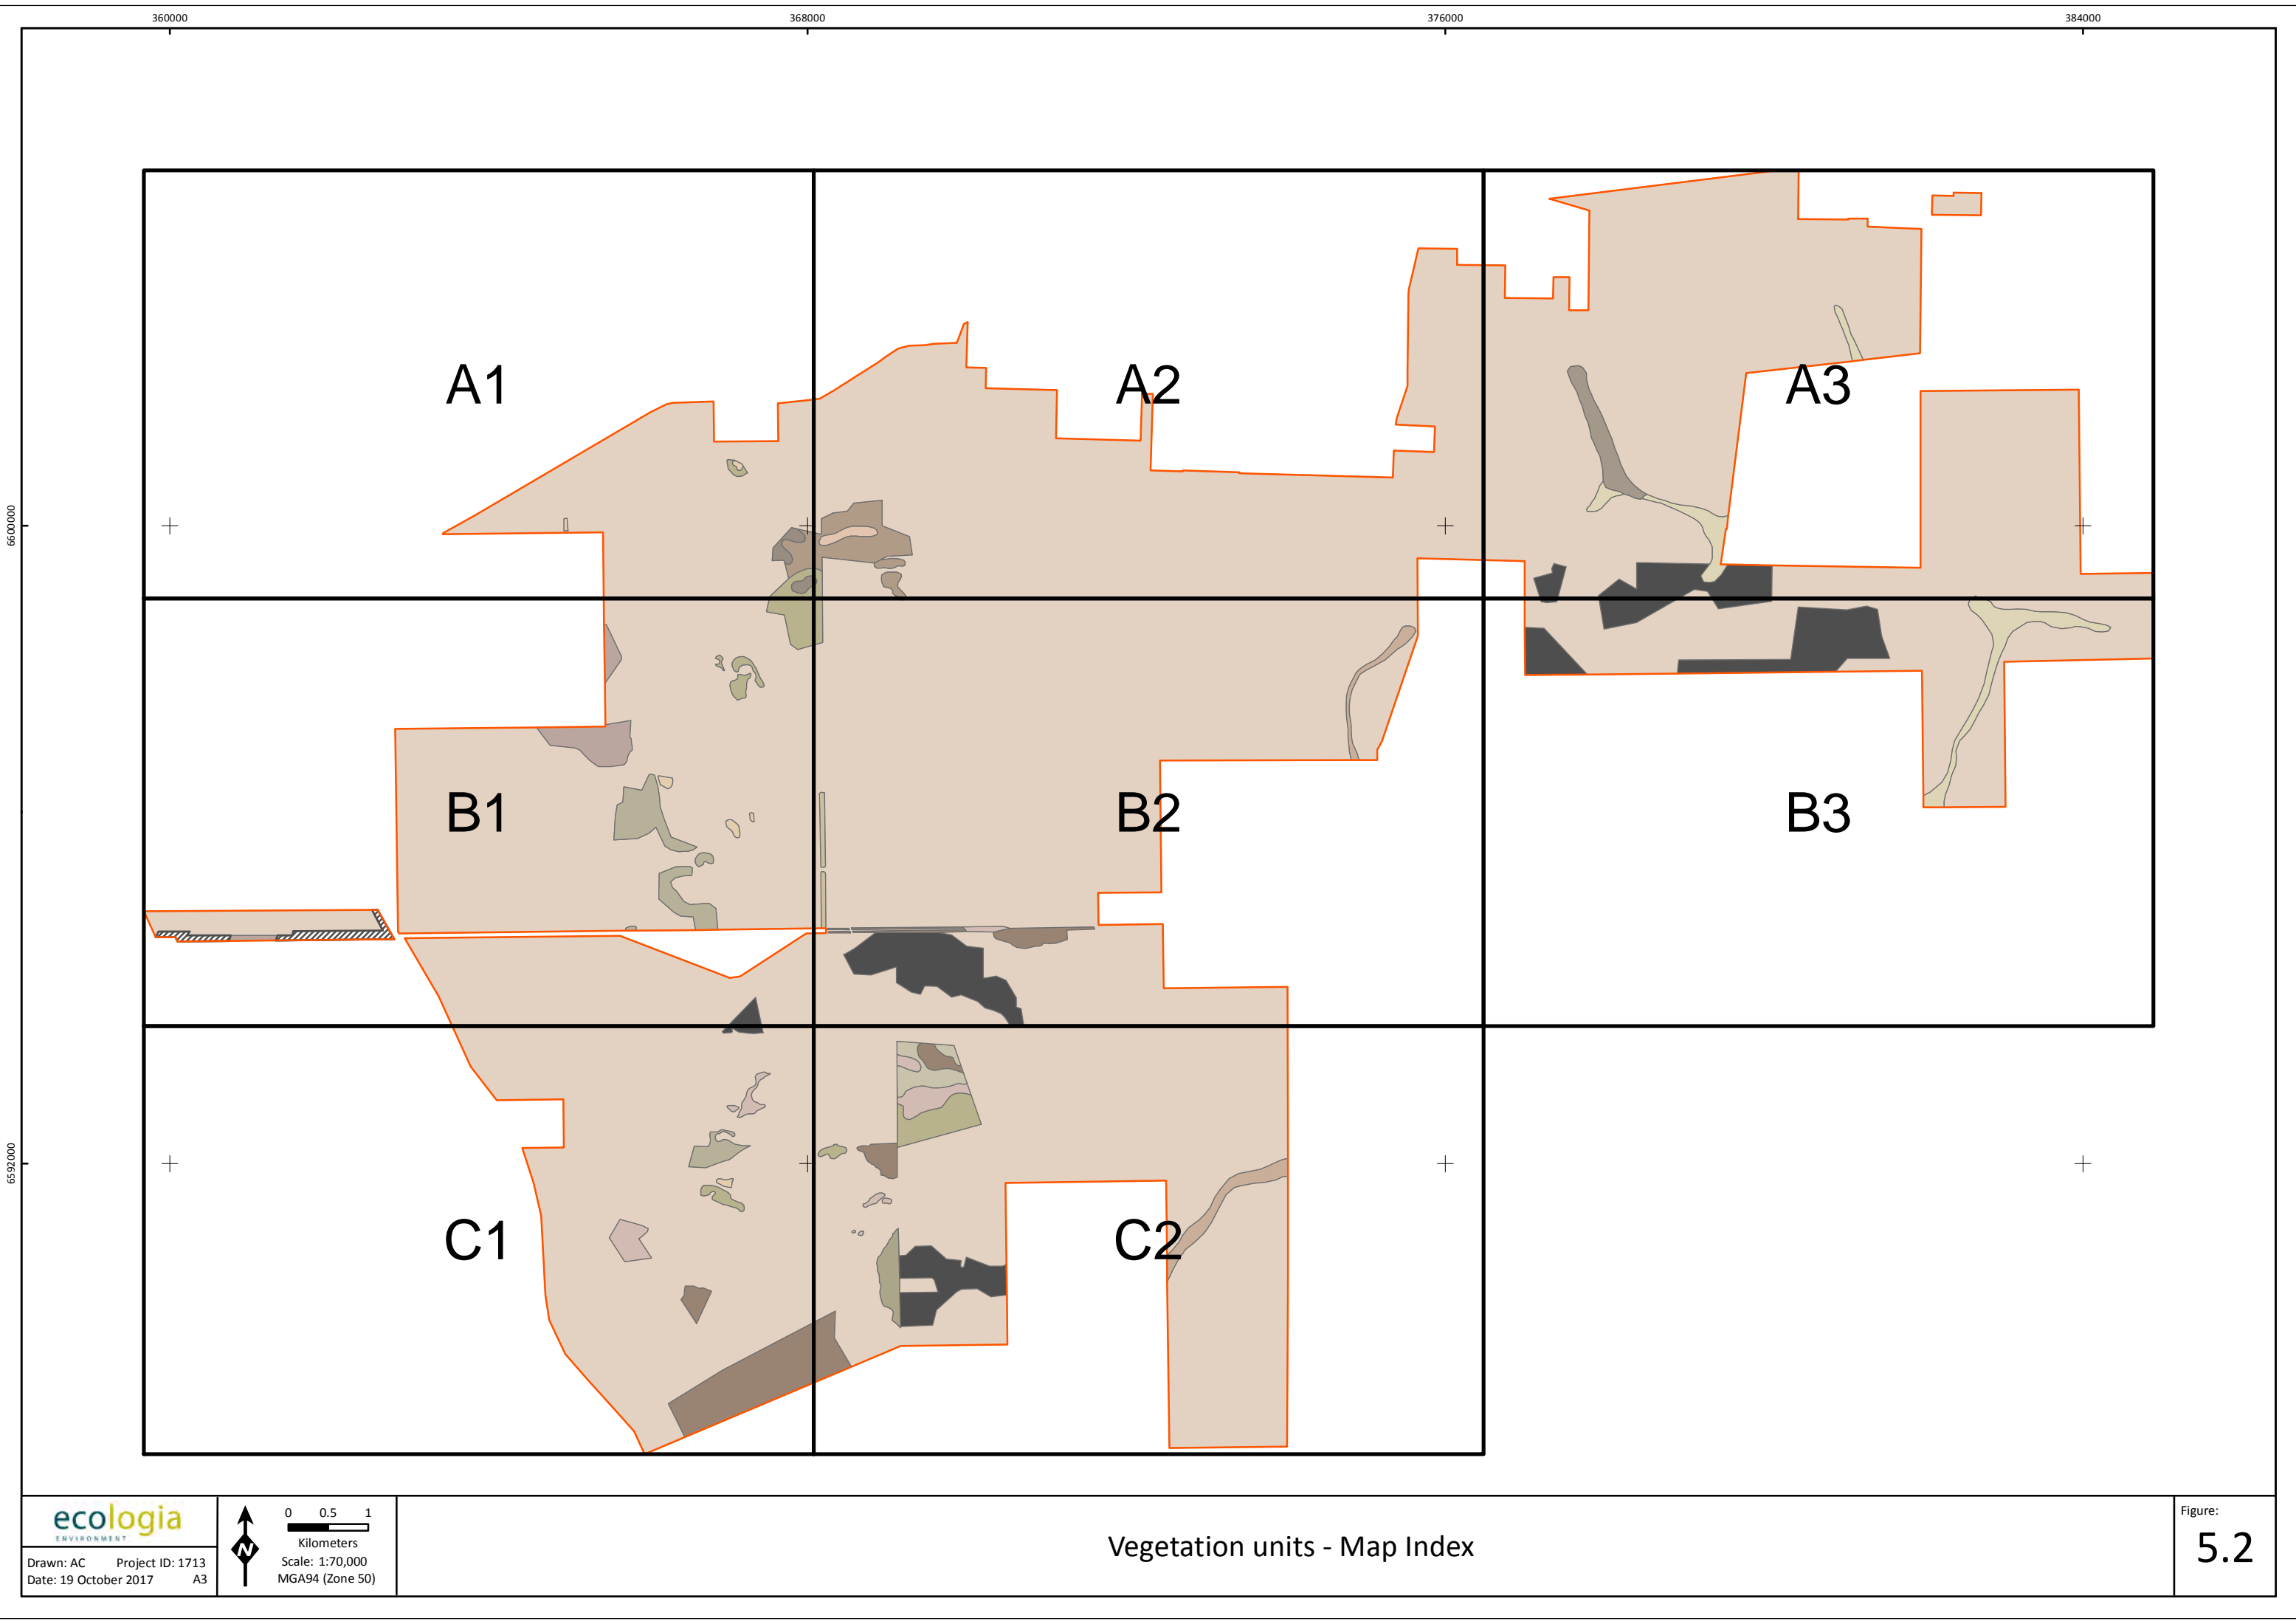 360000 368000 376000 384000
6600000
6592000
A1 A2 A3
B1 B2 B3
C1 C2
ecologia
ENVIRONMENT
Drawn: AC Project ID: 1713
Date: 19 October 2017 A3
N
0 0.5 1
Kilometers
Scale: 1:70,000
MGA94 (Zone 50)
Vegetation units - Map Index
Figure:
5.2